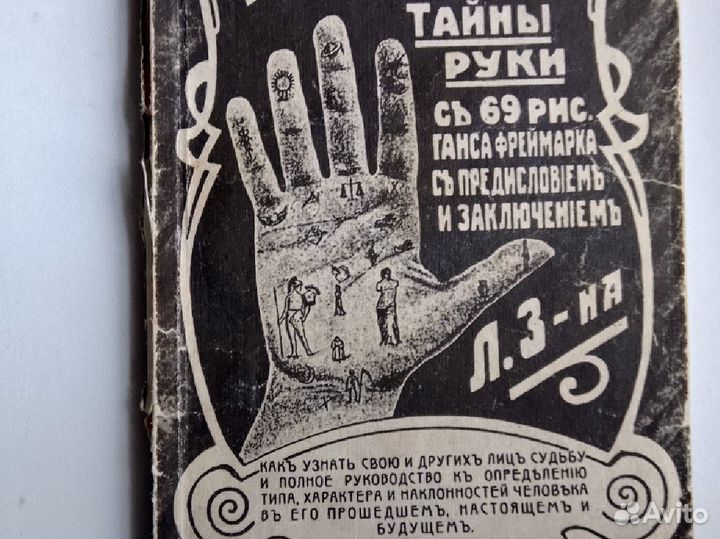 ТАЙНЫ
РУКИ
СЪ 69 РИС.
ГАНСА ФРЕЙМАРКА
СЪ ПРЕДИСЛОВІЕМЪ
И ЗАКЛЮЧЕНІЕМЪ
Л. З-НА
КАКЪ УЗНАТЬ СВОЮ И ДРУГИХЪ ЛИЦЪ СУДЬБУ
И ПОЛНОЕ РУКОВОДСТВО КЪ ОПРЕДѢЛЕНІЮ
ТИПА, ХАРАКТЕРА И НАКЛОННОСТЕЙ ЧЕЛОВѢКА
ВЪ ЕГО ПРОШЕДШЕМЪ, НАСТОЯЩЕМЪ И
БУДУЩЕМЪ.
Avito